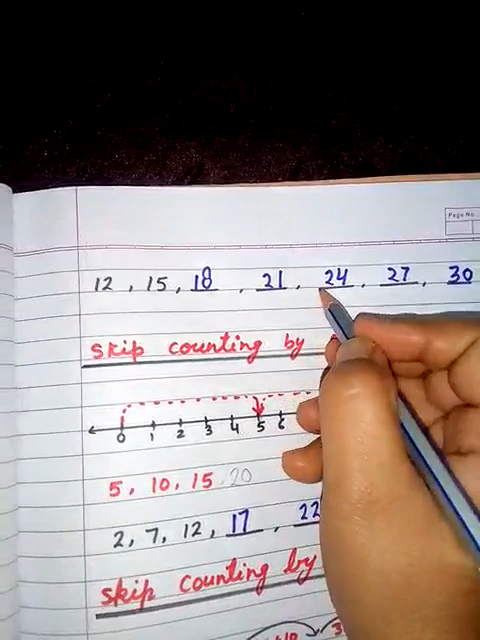 Page No.
12, 15, 18, 21, 24, 27, 30
skip counting by
0 1 2 3 4 5 6
5, 10, 15, 20
2, 7, 12, 17, 22
skip counting by